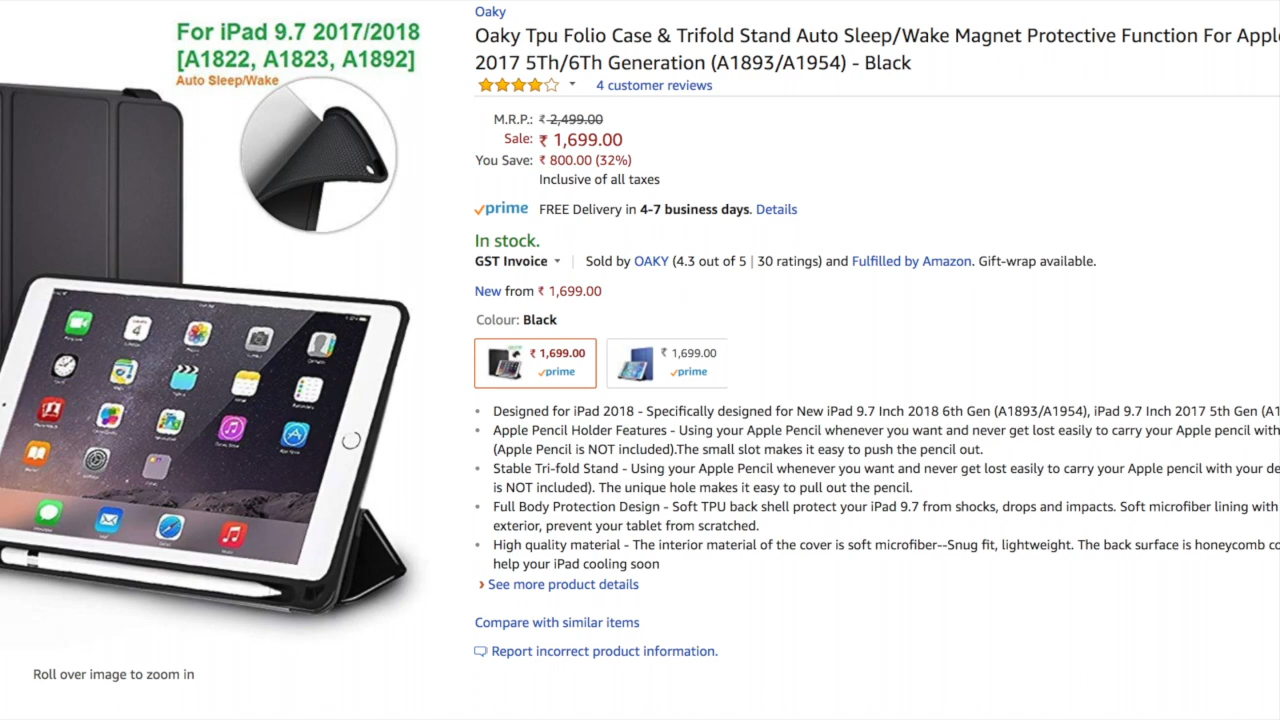 For iPad 9.7 2017/2018
[A1822, A1823, A1892]
Auto Sleep/Wake
Roll over image to zoom in
Oaky
Oaky Tpu Folio Case & Trifold Stand Auto Sleep/Wake Magnet Protective Function For Apple
2017 5Th/6Th Generation (A1893/A1954) - Black
4 customer reviews
M.R.P.: ₹ 2,499.00
Sale: ₹ 1,699.00
You Save: ₹ 800.00 (32%)
Inclusive of all taxes
prime FREE Delivery in 4-7 business days. Details
In stock.
GST Invoice | Sold by OAKY (4.3 out of 5 | 30 ratings) and Fulfilled by Amazon. Gift-wrap available.
New from ₹ 1,699.00
Colour: Black
₹ 1,699.00 ₹ 1,699.00
prime prime
• Designed for iPad 2018 - Specifically designed for New iPad 9.7 Inch 2018 6th Gen (A1893/A1954), iPad 9.7 Inch 2017 5th Gen (A1
• Apple Pencil Holder Features - Using your Apple Pencil whenever you want and never get lost easily to carry your Apple pencil with
(Apple Pencil is NOT included).The small slot makes it easy to push the pencil out.
• Stable Tri-fold Stand - Using your Apple Pencil whenever you want and never get lost easily to carry your Apple pencil with your de
is NOT included). The unique hole makes it easy to pull out the pencil.
• Full Body Protection Design - Soft TPU back shell protect your iPad 9.7 from shocks, drops and impacts. Soft microfiber lining with
exterior, prevent your tablet from scratched.
• High quality material - The interior material of the cover is soft microfiber--Snug fit, lightweight. The back surface is honeycomb co
help your iPad cooling soon
› See more product details
Compare with similar items
Report incorrect product information.